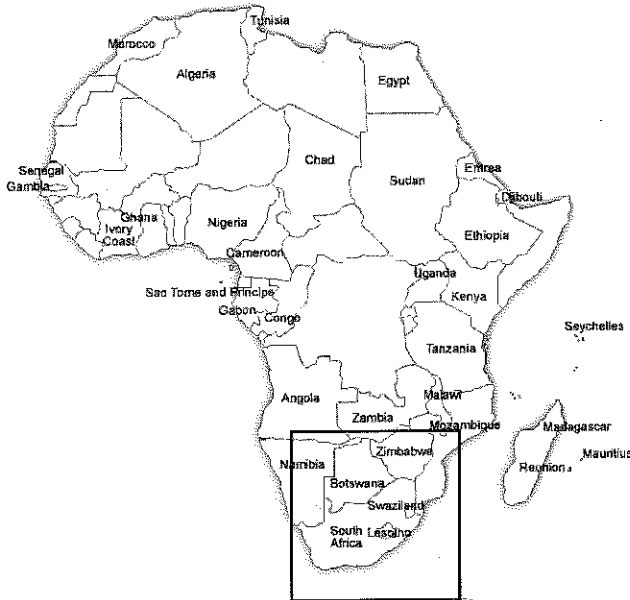 Tunisia
Morocco
Algeria
Egypt
Chad
Sudan
Eritrea
Djibouti
Senegal
Gambia
Ghana
Ivory
Coast
Nigeria
Ethiopia
Cameroon
Uganda
Sao Tome and Principe
Kenya
Gabon
Congo
Seychelles
Tanzania
Angola
Malawi
Zambia
Mozambique
Madagascar
Zimbabwe
Mauritius
Namibia
Reunion
Botswana
Swaziland
South
Africa
Lesotho